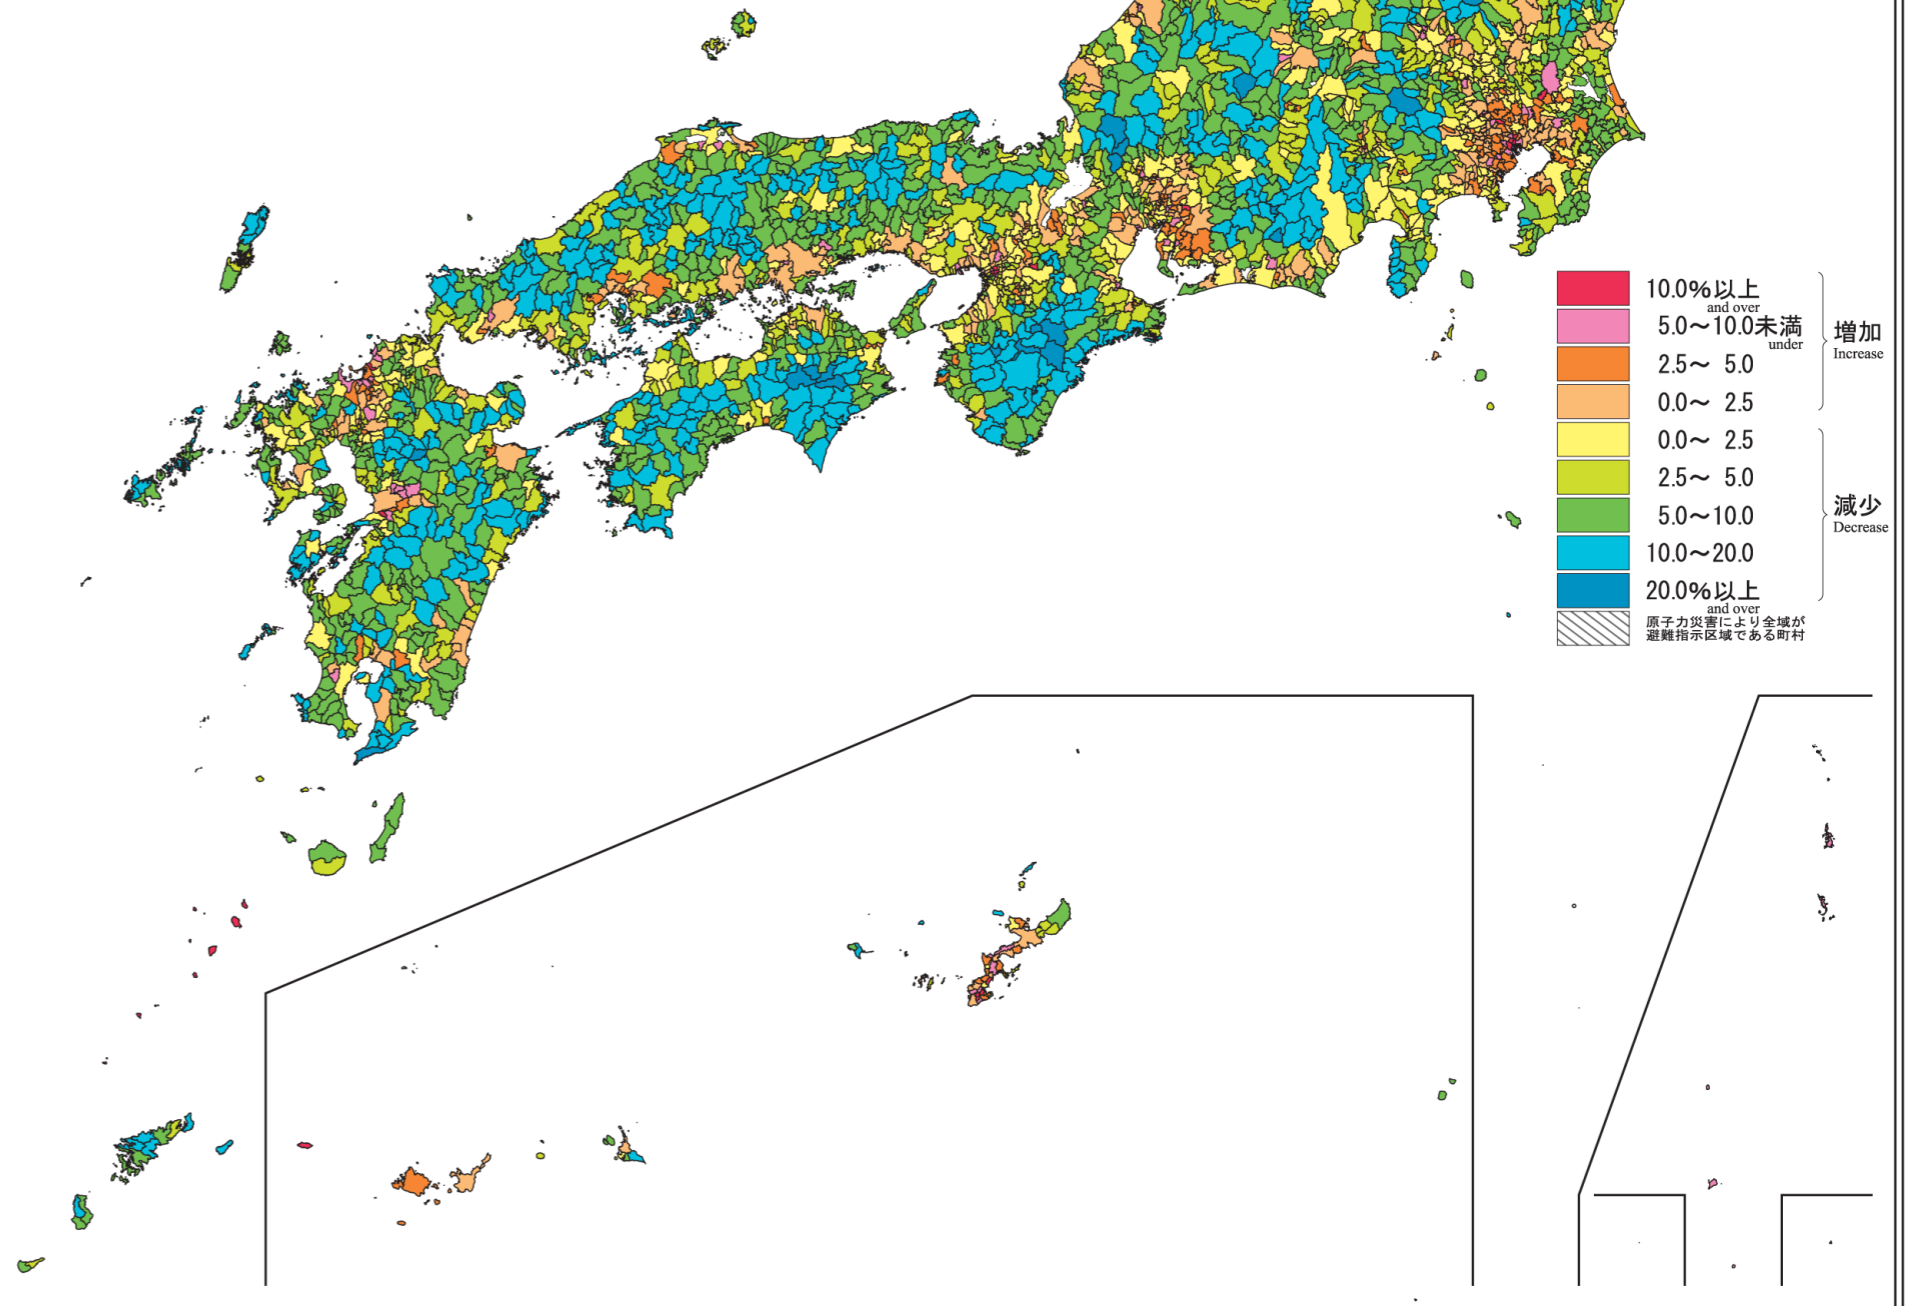 10.0%以上
and over
5.0～10.0未満
under
2.5～ 5.0
0.0～ 2.5
増加
Increase
0.0～ 2.5
2.5～ 5.0
5.0～10.0
10.0～20.0
20.0%以上
and over
減少
Decrease
原子力災害により全域が
避難指示区域である町村